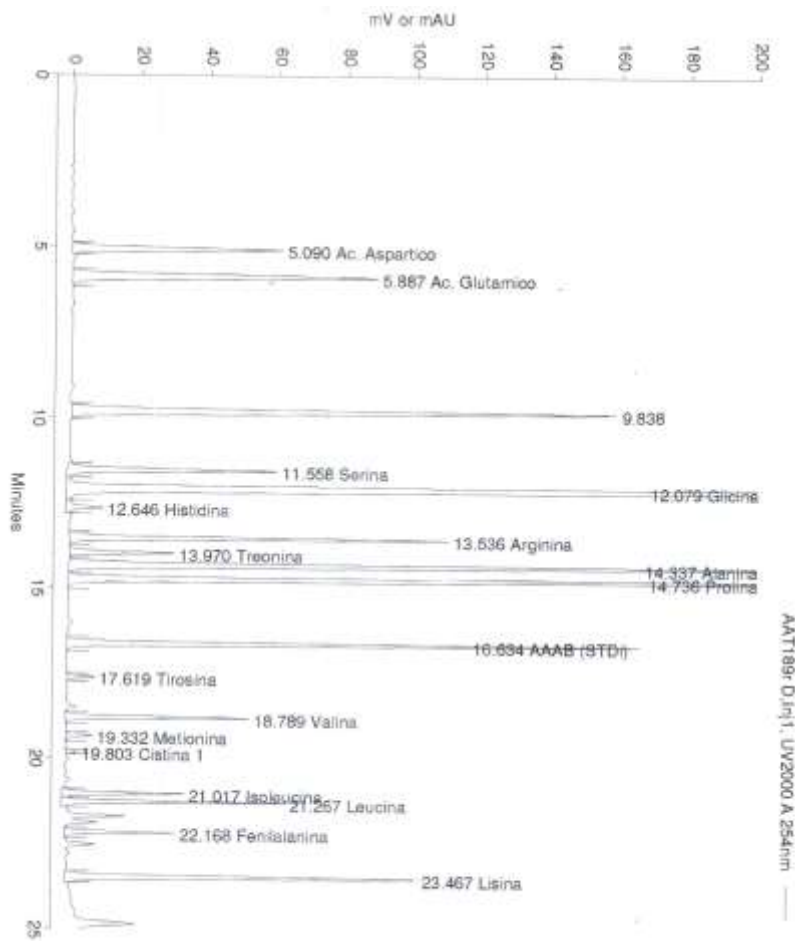 mV or mAU
0
20
40
60
80
100
120
140
160
180
200
0
5
10
15
20
25
Minutes
5.090 Ac. Aspartico
5.887 Ac. Glutamico
9.838
11.558 Serina
12.079 Glicina
12.646 Histidina
13.536 Arginina
13.970 Treonina
14.337 Alanina
14.736 Prolina
16.634 AAAB (STDI)
17.619 Tirosina
18.789 Valina
19.332 Metionina
19.803 Cistina 1
21.017 Isoleucina
21.267 Leucina
22.168 Fenilalanina
23.467 Lisina
AAT189r D,Inj1, UV2000 A 254nm